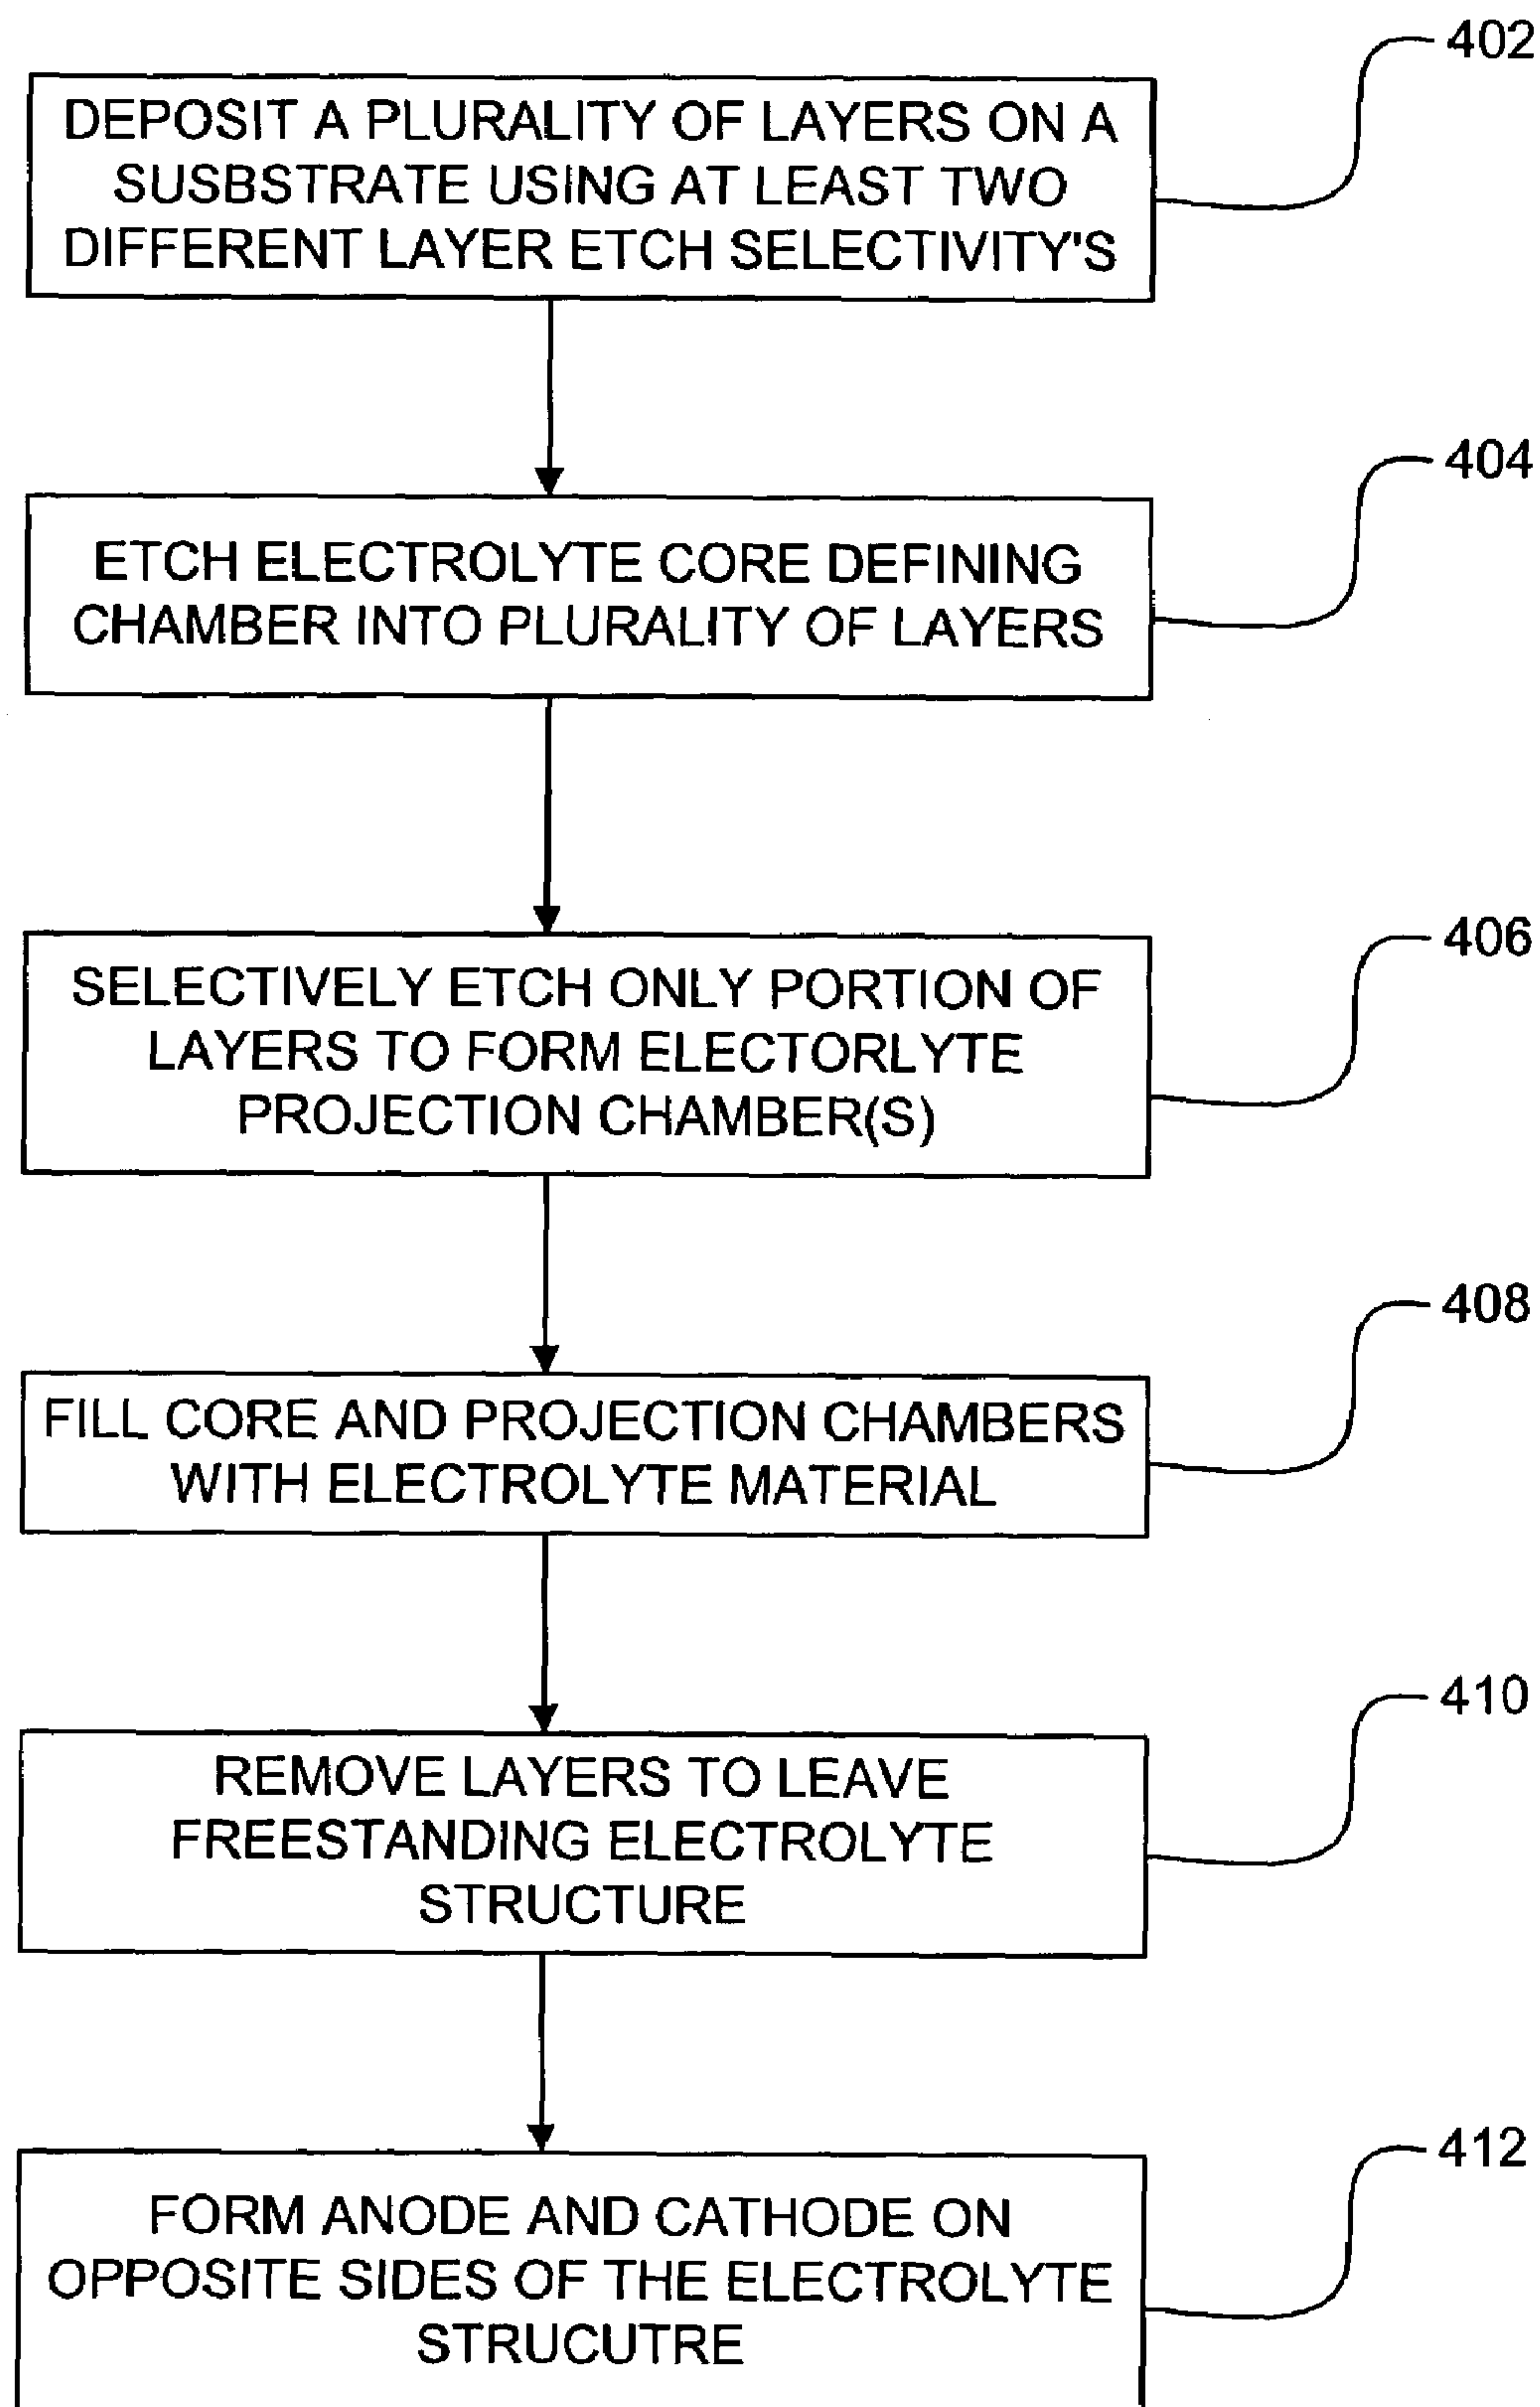 402
DEPOSIT A PLURALITY OF LAYERS ON A
SUSBSTRATE USING AT LEAST TWO
DIFFERENT LAYER ETCH SELECTIVITY'S
404
ETCH ELECTROLYTE CORE DEFINING
CHAMBER INTO PLURALITY OF LAYERS
406
SELECTIVELY ETCH ONLY PORTION OF
LAYERS TO FORM ELECTORLYTE
PROJECTION CHAMBER(S)
408
FILL CORE AND PROJECTION CHAMBERS
WITH ELECTROLYTE MATERIAL
410
REMOVE LAYERS TO LEAVE
FREESTANDING ELECTROLYTE
STRUCTURE
412
FORM ANODE AND CATHODE ON
OPPOSITE SIDES OF THE ELECTROLYTE
STRUCUTRE